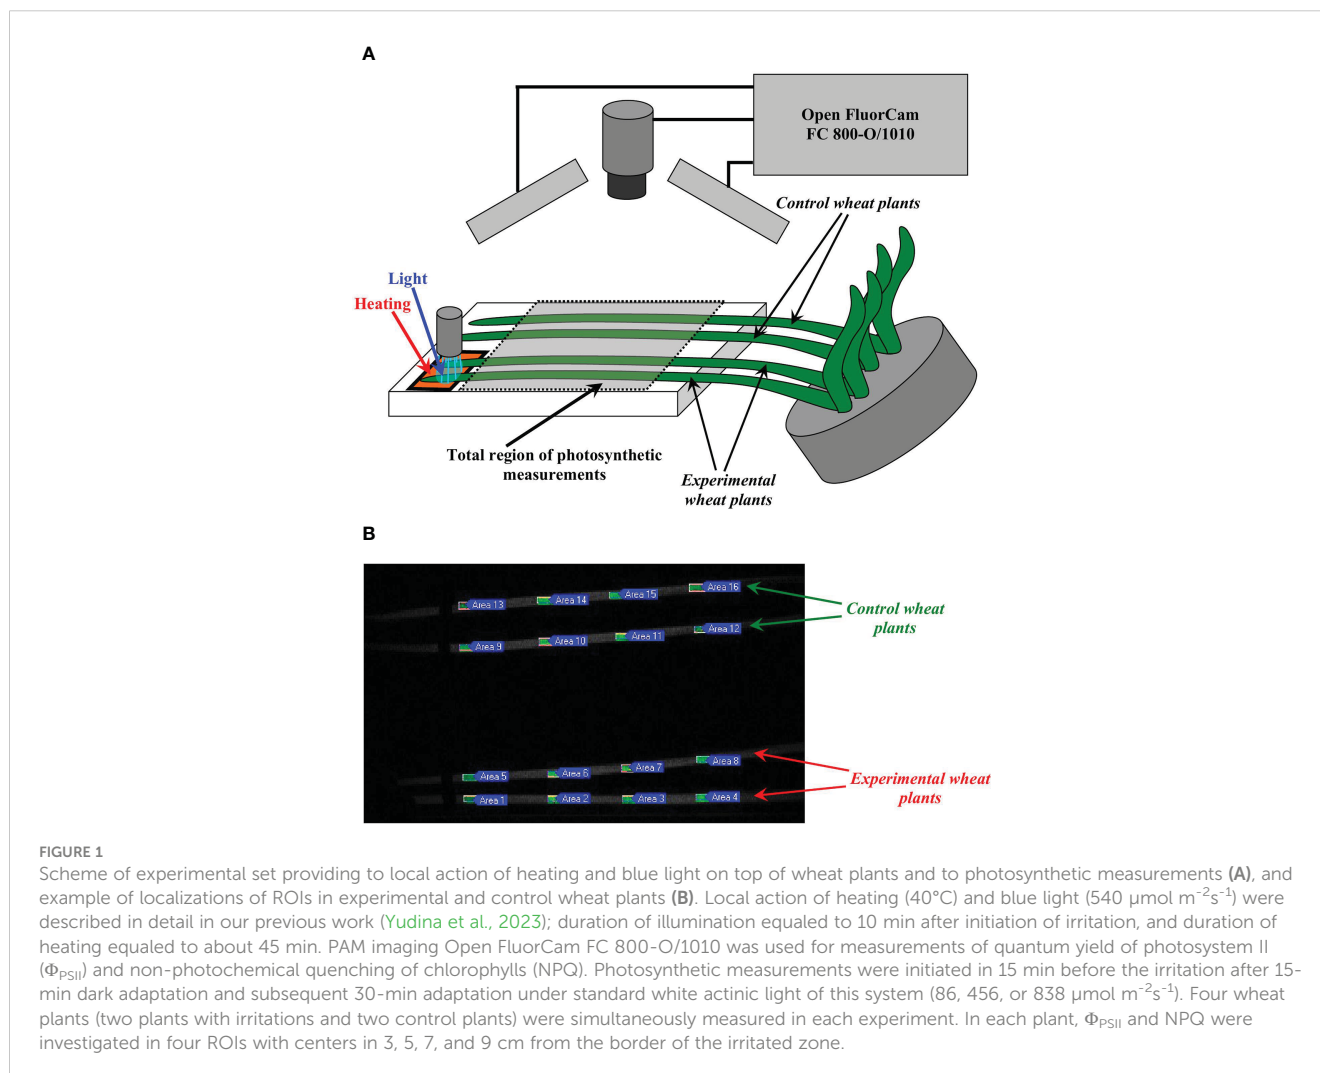 A
Open FluorCam
FC 800-O/1010
Control wheat plants
Light
Heating
Total region of photosynthetic
measurements
Experimental
wheat plants
B
Area 16
Area 15
Area 14
Area 13
Area 12
Area 11
Area 10
Area 9
Control wheat
plants
Area 8
Area 7
Area 6
Area 5
Area 4
Area 3
Area 2
Area 1
Experimental wheat
plants
FIGURE 1
Scheme of experimental set providing to local action of heating and blue light on top of wheat plants and to photosynthetic measurements (A), and
example of localizations of ROIs in experimental and control wheat plants (B). Local action of heating (40°C) and blue light (540 µmol m⁻²s⁻¹) were
described in detail in our previous work (Yudina et al., 2023); duration of illumination equaled to 10 min after initiation of irritation, and duration of
heating equaled to about 45 min. PAM imaging Open FluorCam FC 800-O/1010 was used for measurements of quantum yield of photosystem II
(Φ_PSII) and non-photochemical quenching of chlorophylls (NPQ). Photosynthetic measurements were initiated in 15 min before the irritation after 15-
min dark adaptation and subsequent 30-min adaptation under standard white actinic light of this system (86, 456, or 838 µmol m⁻²s⁻¹). Four wheat
plants (two plants with irritations and two control plants) were simultaneously measured in each experiment. In each plant, Φ_PSII and NPQ were
investigated in four ROIs with centers in 3, 5, 7, and 9 cm from the border of the irritated zone.